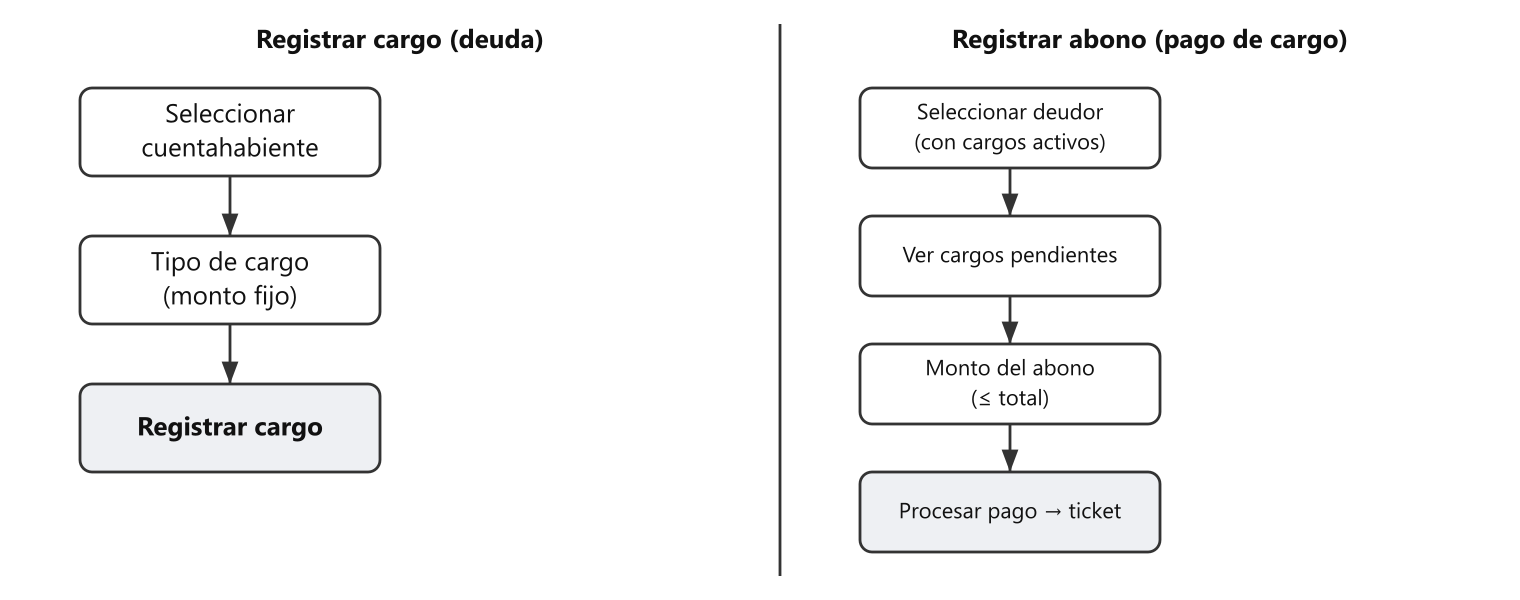 Registrar cargo (deuda)
Seleccionar
cuentahabiente
Tipo de cargo
(monto fijo)
Registrar cargo
Registrar abono (pago de cargo)
Seleccionar deudor
(con cargos activos)
Ver cargos pendientes
Monto del abono
(≤ total)
Procesar pago → ticket